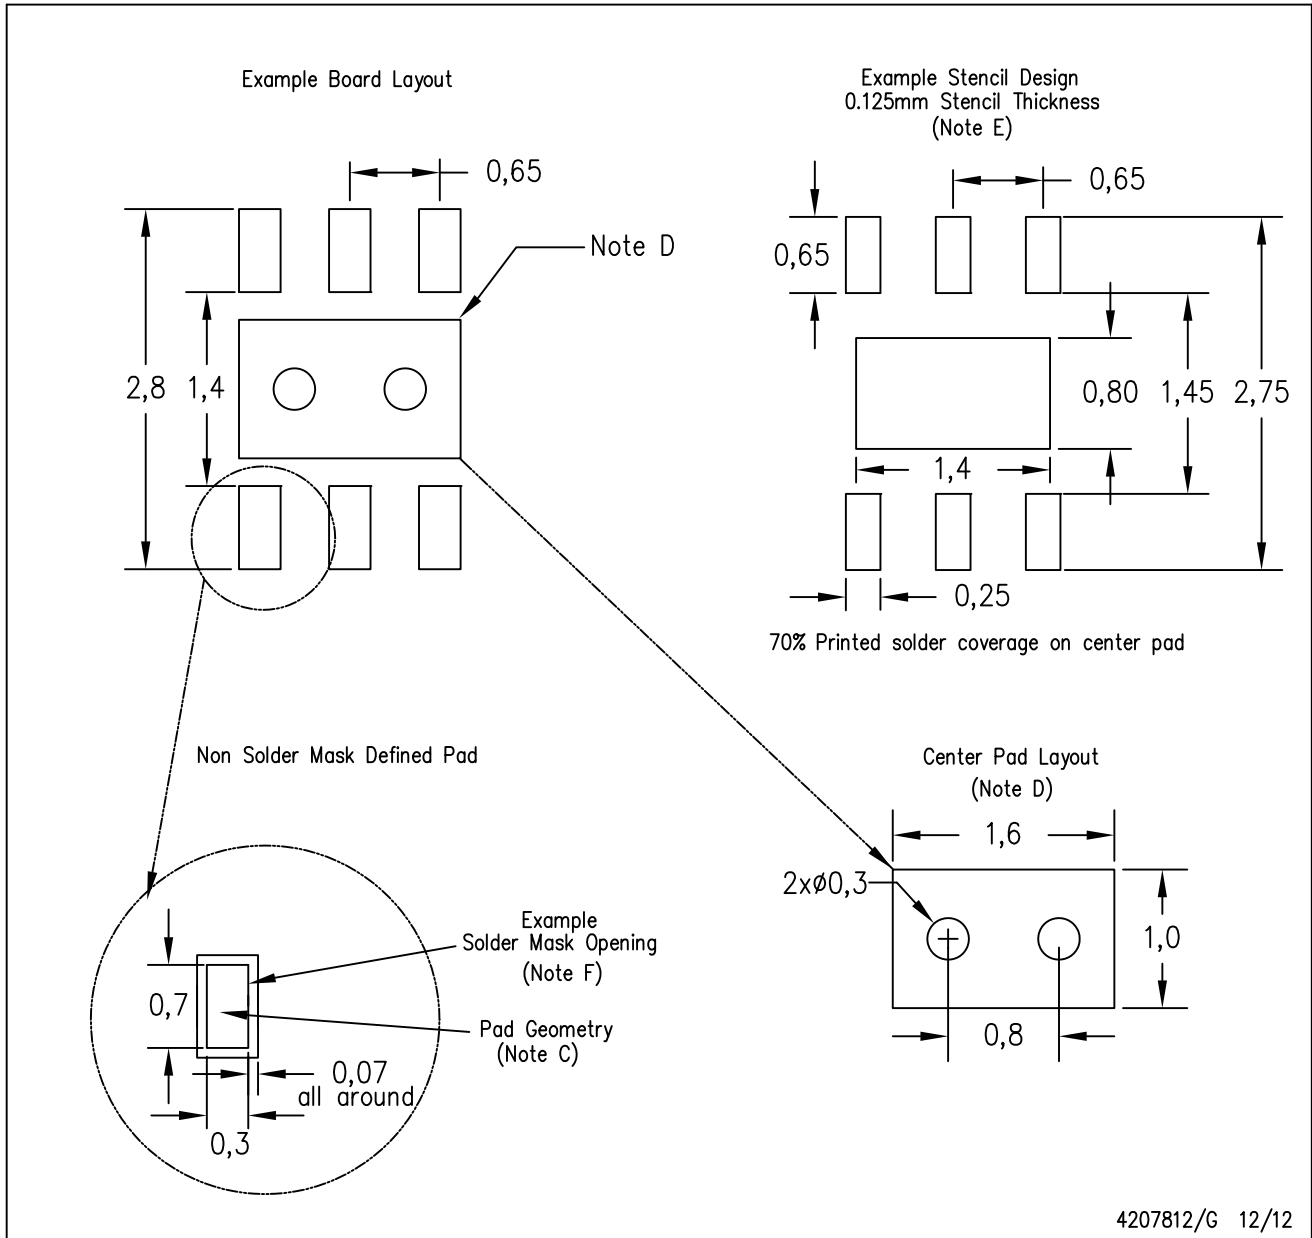 Example Board Layout
0,65
Note D
2,8
1,4
Example Stencil Design
0.125mm Stencil Thickness
(Note E)
0,65
0,65
0,80
1,45
2,75
1,4
0,25
70% Printed solder coverage on center pad
Non Solder Mask Defined Pad
Example
Solder Mask Opening
(Note F)
0,7
Pad Geometry
(Note C)
0,07
all around
0,3
Center Pad Layout
(Note D)
1,6
2xø0,3
1,0
0,8
4207812/G 12/12